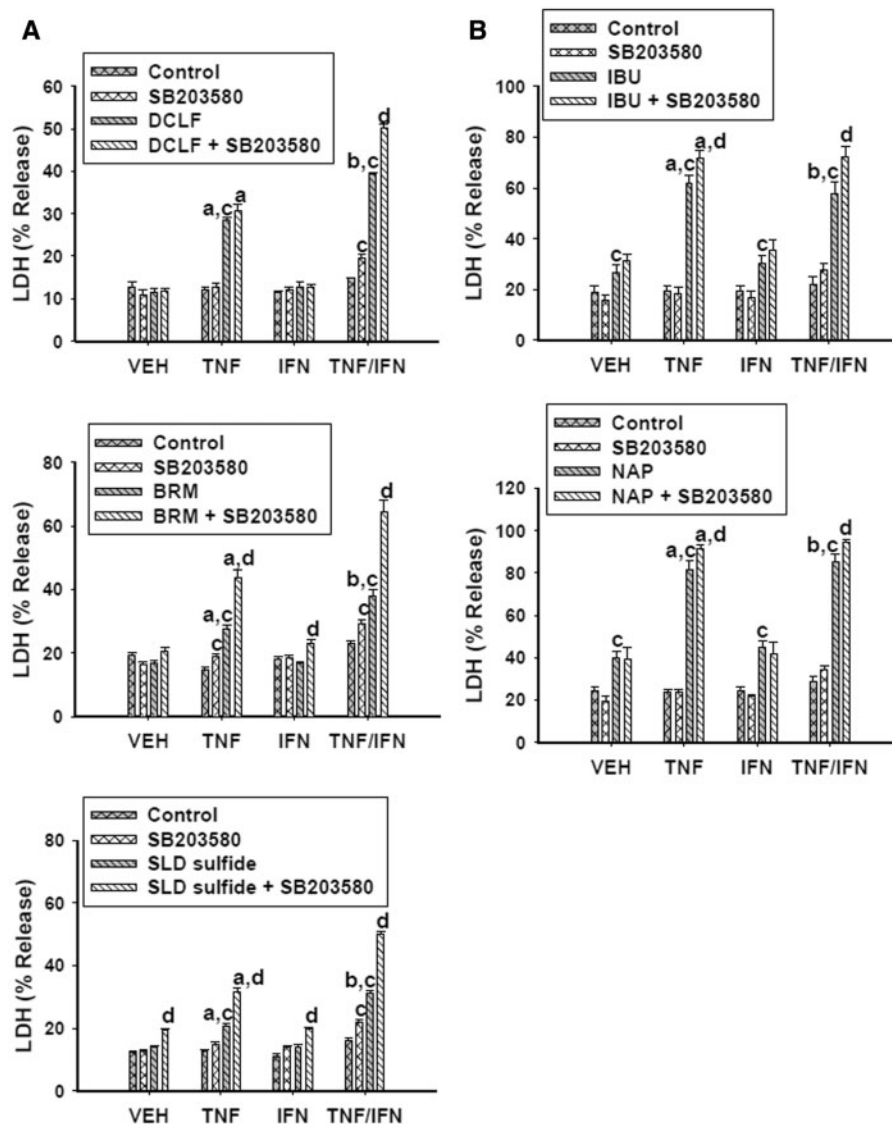 A
Control
SB203580
DCLF
DCLF + SB203580
LDH (% Release)
60
50
40
30
20
10
0
a,c
a
c
b,c
d
VEH
TNF
IFN
TNF/IFN
Control
SB203580
BRM
BRM + SB203580
LDH (% Release)
80
60
40
20
0
c
a,c
a,d
d
c
b,c
d
VEH
TNF
IFN
TNF/IFN
Control
SB203580
SLD sulfide
SLD sulfide + SB203580
LDH (% Release)
80
60
40
20
0
d
a,c
a,d
d
c
b,c
d
VEH
TNF
IFN
TNF/IFN
B
Control
SB203580
IBU
IBU + SB203580
LDH (% Release)
100
80
60
40
20
0
c
a,c
a,d
c
b,c
d
VEH
TNF
IFN
TNF/IFN
Control
SB203580
NAP
NAP + SB203580
LDH (% Release)
120
100
80
60
40
20
0
c
a,c
a,d
c
b,c
d
VEH
TNF
IFN
TNF/IFN